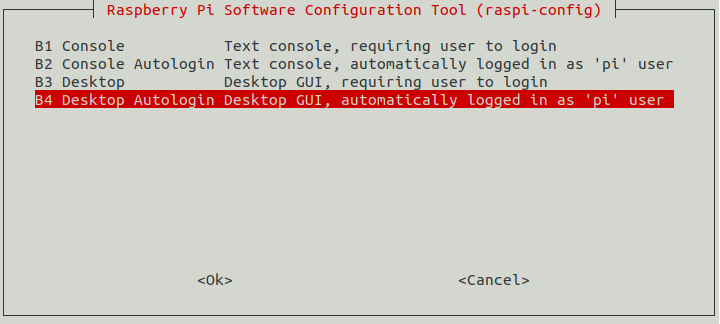 Raspberry Pi Software Configuration Tool (raspi-config)
B1 Console Text console, requiring user to login
B2 Console Autologin Text console, automatically logged in as 'pi' user
B3 Desktop Desktop GUI, requiring user to login
B4 Desktop Autologin Desktop GUI, automatically logged in as 'pi' user
<Ok> <Cancel>